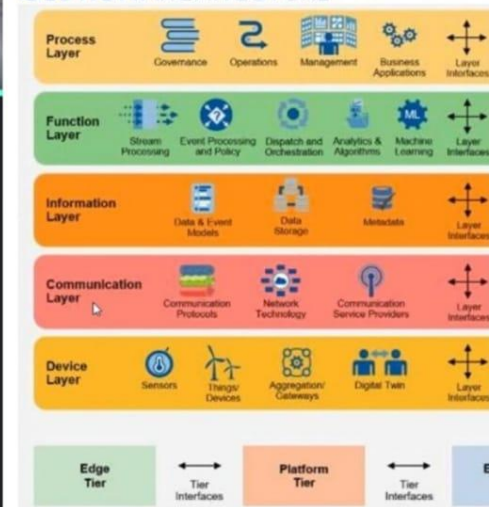 Process
Layer
Governance
Operations
Management
Business
Applications
Layer
Interfaces
Function
Layer
Stream
Processing
Event Processing
and Policy
Dispatch and
Orchestration
Analytics &
Algorithms
ML
Machine
Learning
Layer
Interfaces
Information
Layer
Data & Event
Models
Data
Storage
Metadata
Layer
Interfaces
Communication
Layer
Communication
Protocols
Network
Technology
Communication
Service Providers
Layer
Interfaces
Device
Layer
Sensors
Things/
Devices
Aggregation/
Gateways
Digital Twin
Layer
Interfaces
Edge
Tier
Tier
Interfaces
Platform
Tier
Tier
Interfaces